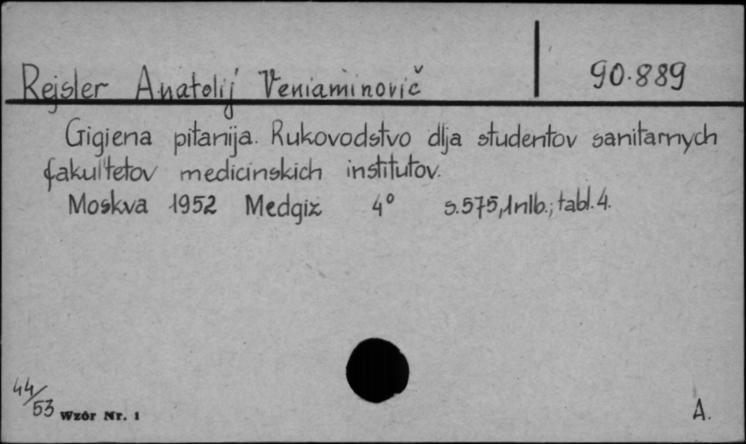 Rejsler Anatolij Veniaminovič 90.889
Gigjena pitanija. Rukovodstvo dlja studentov sanitarnych
fakul'tetov medicinskich institutov.
Moskva 1952 Medgiz 4° s.575,1nlb.; tabl.4.
44/53 Wzór Nr. 1 A.